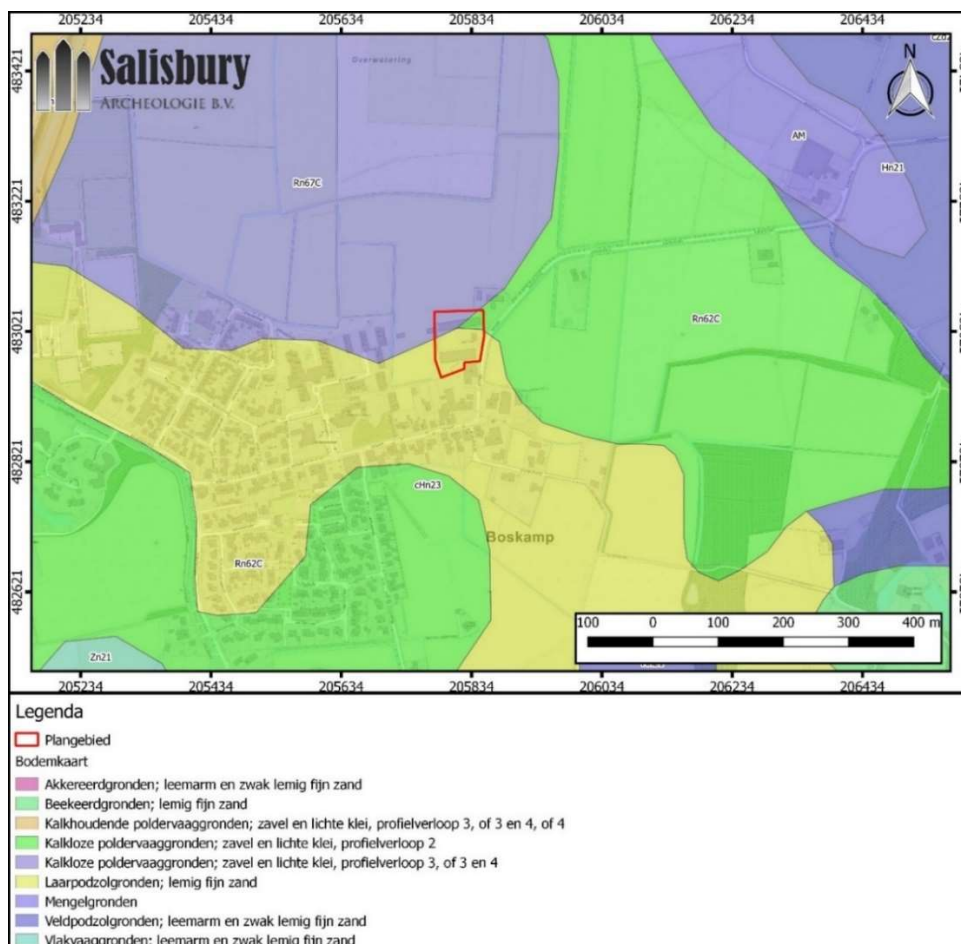 205234 205434 205634 205834 206034 206234 206434
Salisbury
ARCHEOLOGIE B.V.
Overwatering
N
483421
AM
Hn21
Rn67C
483221
483021
Rn62C
482821
cHn23
Boskamp
Rn62C
482621
100 0 100 200 300 400 m
Zn21
205234 205434 205634 205834 206034 206234 206434
Legenda
Plangebied
Bodemkaart
Akkereerdgronden; leemarm en zwak lemig fijn zand
Beekeerdgronden; lemig fijn zand
Kalkhoudende poldervaaggronden; zavel en lichte klei, profielverloop 3, of 3 en 4, of 4
Kalkloze poldervaaggronden; zavel en lichte klei, profielverloop 2
Kalkloze poldervaaggronden; zavel en lichte klei, profielverloop 3, of 3 en 4
Laarpodzolgronden; lemig fijn zand
Mengelgronden
Veldpodzolgronden; leemarm en zwak lemig fijn zand
Vlakvaaggronden; leemarm en zwak lemig fijn zand